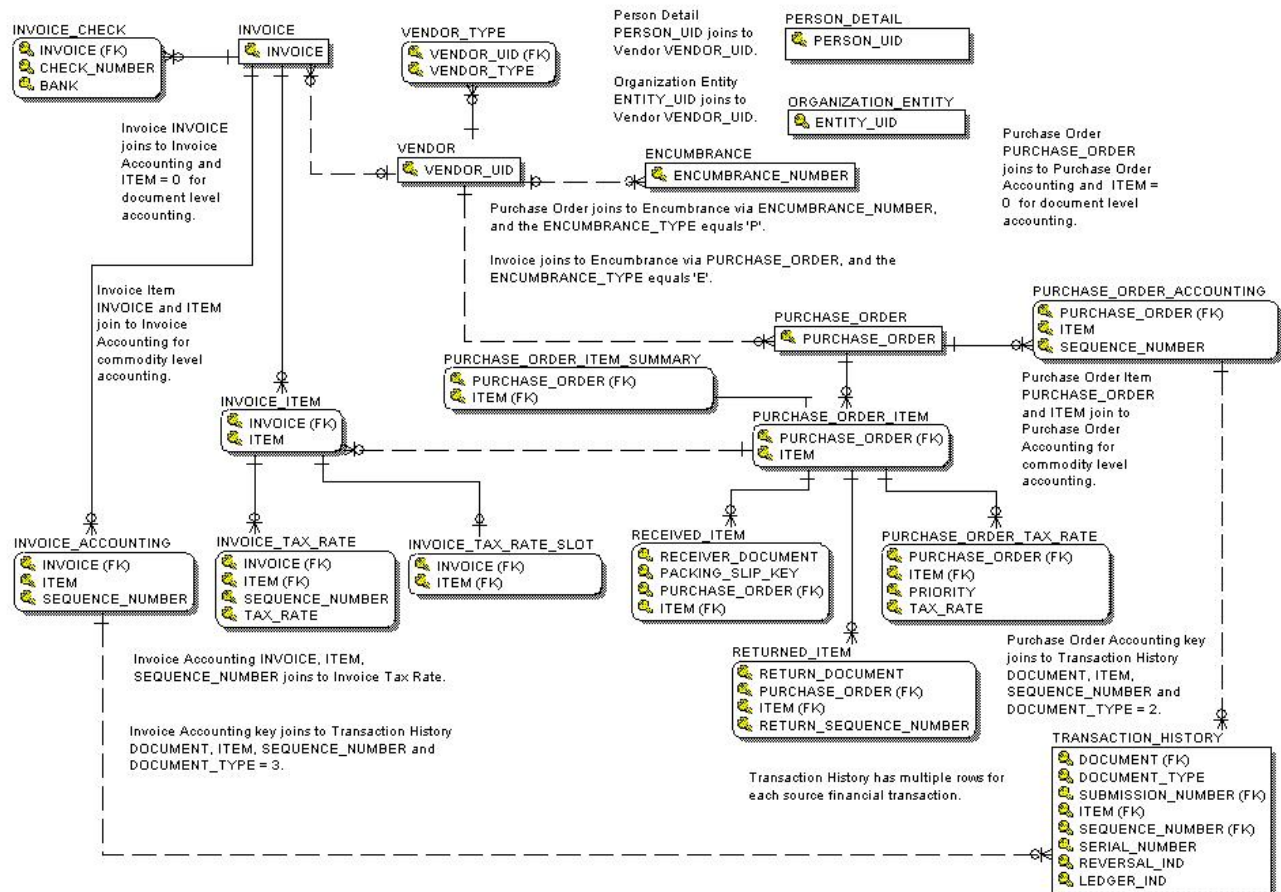 INVOICE_CHECK
INVOICE (FK)
CHECK_NUMBER
BANK
INVOICE
INVOICE
VENDOR_TYPE
VENDOR_UID (FK)
VENDOR_TYPE
Person Detail
PERSON_UID joins to
Vendor VENDOR_UID.
PERSON_DETAIL
PERSON_UID
Organization Entity
ENTITY_UID joins to
Vendor VENDOR_UID.
ORGANIZATION_ENTITY
ENTITY_UID
Invoice INVOICE
joins to Invoice
Accounting and
ITEM = 0 for
document level
accounting.
VENDOR
VENDOR_UID
ENCUMBRANCE
ENCUMBRANCE_NUMBER
Purchase Order
PURCHASE_ORDER
joins to Purchase Order
Accounting and ITEM =
0 for document level
accounting.
Purchase Order joins to Encumbrance via ENCUMBRANCE_NUMBER,
and the ENCUMBRANCE_TYPE equals 'P'.
Invoice joins to Encumbrance via PURCHASE_ORDER, and the
ENCUMBRANCE_TYPE equals 'E'.
Invoice Item
INVOICE and ITEM
join to Invoice
Accounting for
commodity level
accounting.
PURCHASE_ORDER
PURCHASE_ORDER
PURCHASE_ORDER_ACCOUNTING
PURCHASE_ORDER (FK)
ITEM
SEQUENCE_NUMBER
PURCHASE_ORDER_ITEM_SUMMARY
PURCHASE_ORDER (FK)
ITEM (FK)
INVOICE_ITEM
INVOICE (FK)
ITEM
PURCHASE_ORDER_ITEM
PURCHASE_ORDER (FK)
ITEM
Purchase Order Item
PURCHASE_ORDER
and ITEM join to
Purchase Order
Accounting for
commodity level
accounting.
INVOICE_ACCOUNTING
INVOICE (FK)
ITEM
SEQUENCE_NUMBER
INVOICE_TAX_RATE
INVOICE (FK)
ITEM (FK)
SEQUENCE_NUMBER
TAX_RATE
INVOICE_TAX_RATE_SLOT
INVOICE (FK)
ITEM (FK)
RECEIVED_ITEM
RECEIVER_DOCUMENT
PACKING_SLIP_KEY
PURCHASE_ORDER (FK)
ITEM (FK)
PURCHASE_ORDER_TAX_RATE
PURCHASE_ORDER (FK)
ITEM (FK)
PRIORITY
TAX_RATE
Invoice Accounting INVOICE, ITEM,
SEQUENCE_NUMBER joins to Invoice Tax Rate.
RETURNED_ITEM
RETURN_DOCUMENT
PURCHASE_ORDER (FK)
ITEM (FK)
RETURN_SEQUENCE_NUMBER
Purchase Order Accounting key
joins to Transaction History
DOCUMENT, ITEM,
SEQUENCE_NUMBER and
DOCUMENT_TYPE = 2.
Invoice Accounting key joins to Transaction History
DOCUMENT, ITEM, SEQUENCE_NUMBER and
DOCUMENT_TYPE = 3.
Transaction History has multiple rows for
each source financial transaction.
TRANSACTION_HISTORY
DOCUMENT (FK)
DOCUMENT_TYPE
SUBMISSION_NUMBER (FK)
ITEM (FK)
SEQUENCE_NUMBER (FK)
SERIAL_NUMBER
REVERSAL_IND
LEDGER_IND